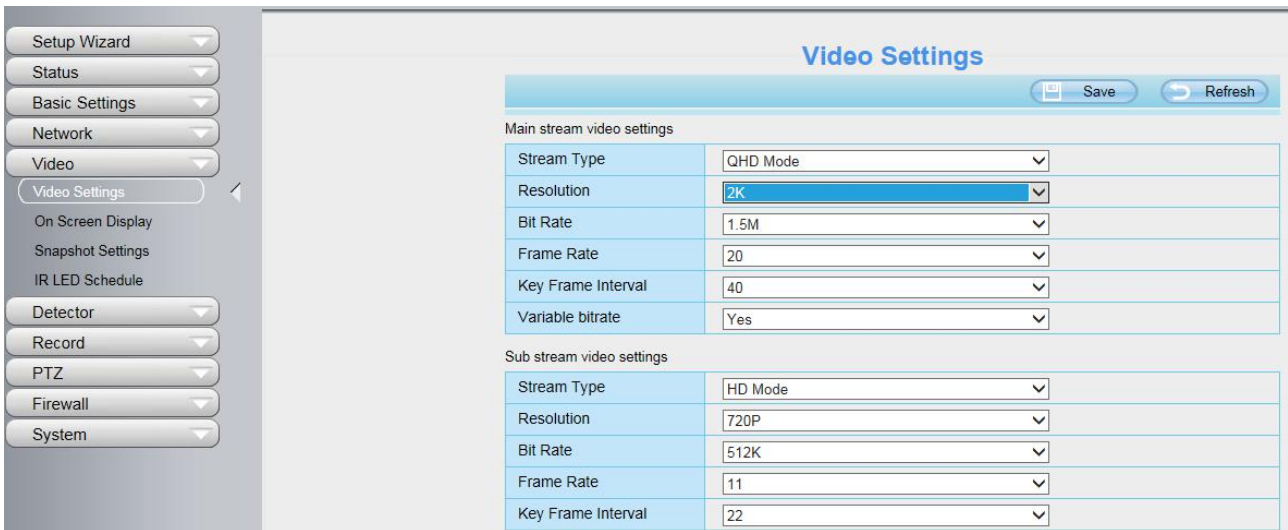 Setup Wizard
Status
Basic Settings
Network
Video
Video Settings
On Screen Display
Snapshot Settings
IR LED Schedule
Detector
Record
PTZ
Firewall
System
Video Settings
Save Refresh
Main stream video settings
Stream Type QHD Mode
Resolution 2K
Bit Rate 1.5M
Frame Rate 20
Key Frame Interval 40
Variable bitrate Yes
Sub stream video settings
Stream Type HD Mode
Resolution 720P
Bit Rate 512K
Frame Rate 11
Key Frame Interval 22